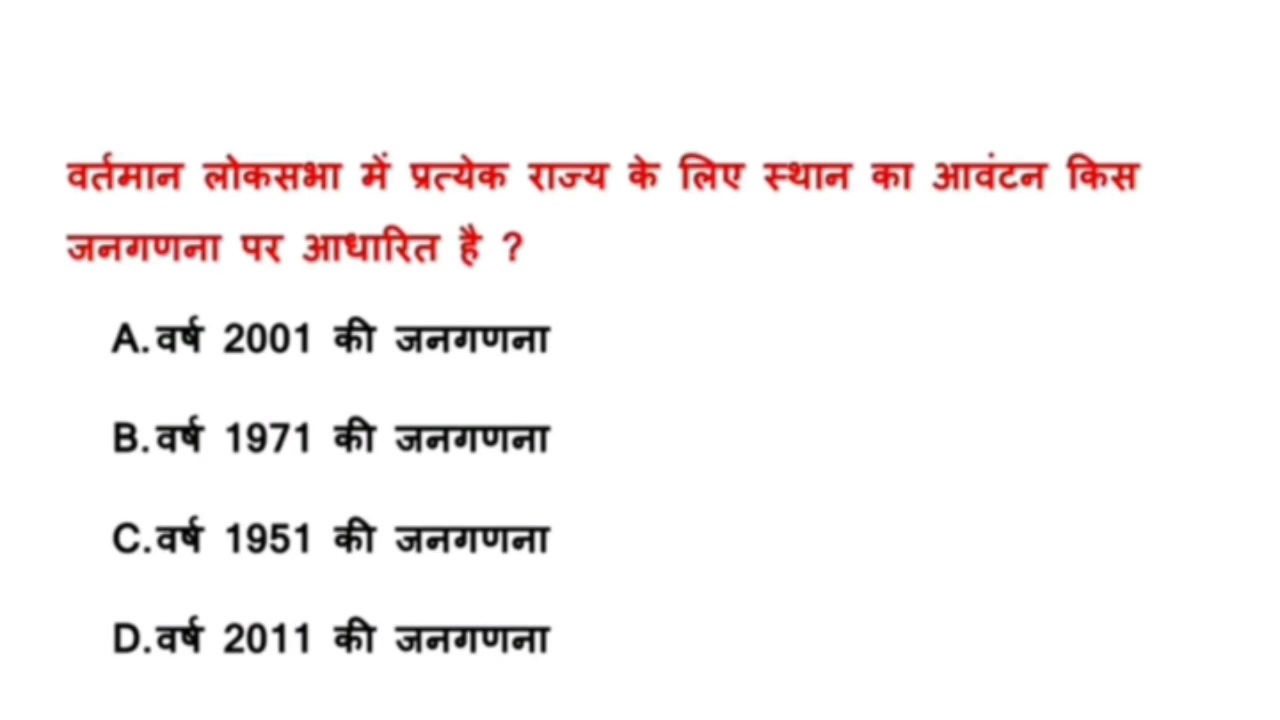 वर्तमान लोकसभा में प्रत्येक राज्य के लिए स्थान का आवंटन किस
जनगणना पर आधारित है ?
A.वर्ष 2001 की जनगणना
B.वर्ष 1971 की जनगणना
C.वर्ष 1951 की जनगणना
D.वर्ष 2011 की जनगणना